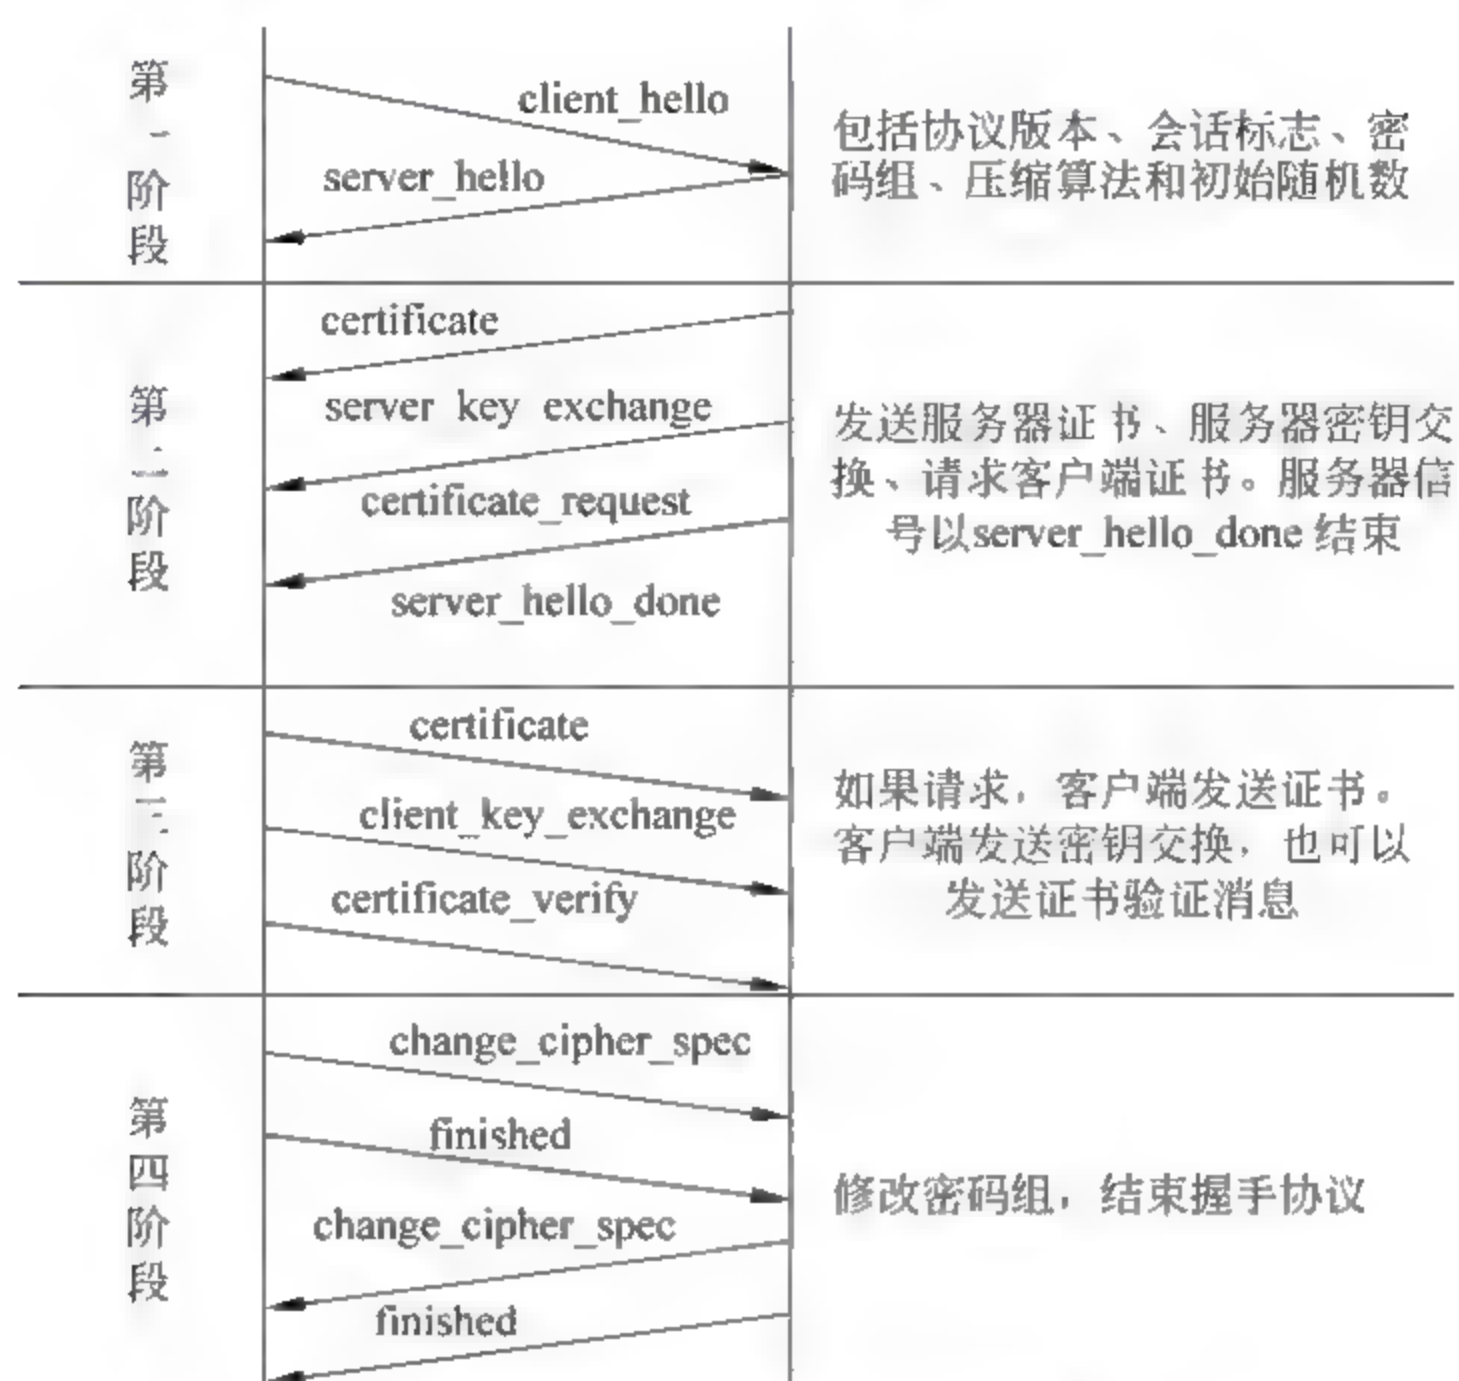 第一阶段
client_hello
server_hello
包括协议版本、会话标志、密
码组、压缩算法和初始随机数
第二阶段
certificate
server key exchange
certificate_request
server_hello_done
发送服务器证书、服务器密钥交
换、请求客户端证书。服务器信
号以server_hello_done 结束
第三阶段
certificate
client_key_exchange
certificate_verify
如果请求，客户端发送证书。
客户端发送密钥交换，也可以
发送证书验证消息
第四阶段
change_cipher_spec
finished
change_cipher_spec
finished
修改密码组，结束握手协议